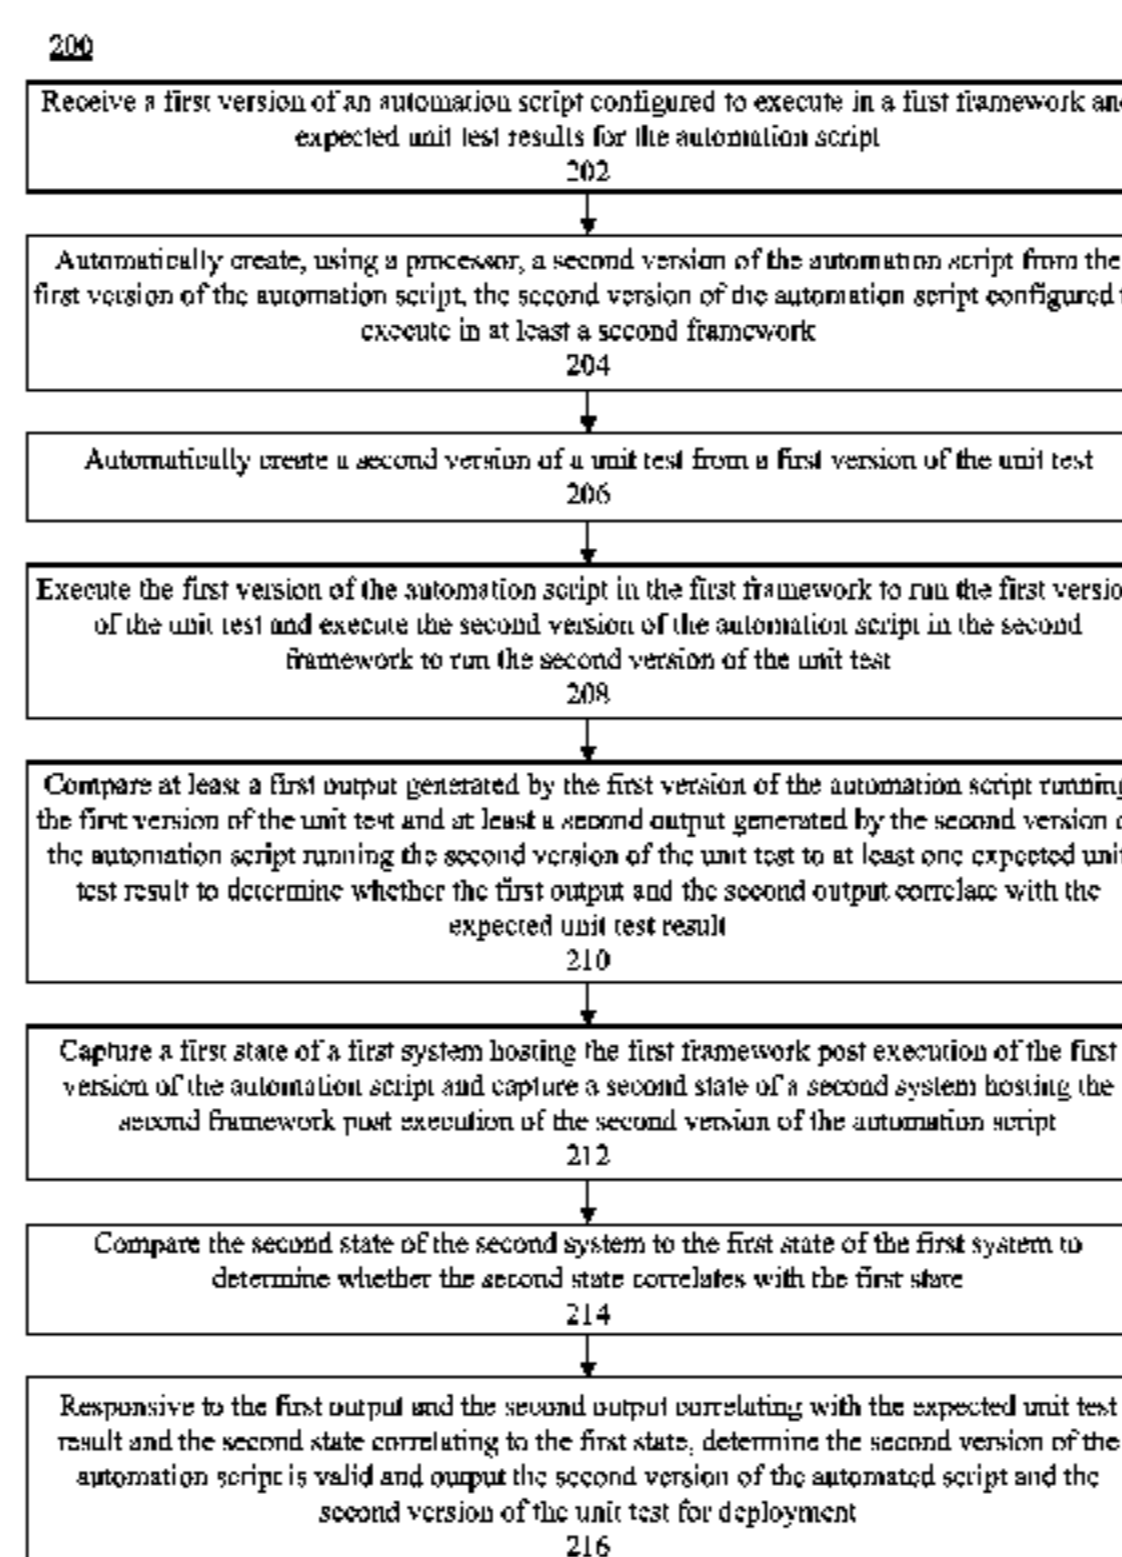 200
Receive a first version of an automation script configured to execute in a first framework and
expected unit test results for the automation script
202
Automatically create, using a processor, a second version of the automation script from the
first version of the automation script, the second version of the automation script configured
execute in at least a second framework
204
Automatically create a second version of a unit test from a first version of the unit test
206
Execute the first version of the automation script in the first framework to run the first versio
of the unit test and execute the second version of the automation script in the second
framework to run the second version of the unit test
208
Compare at least a first output generated by the first version of the automation script running
the first version of the unit test and at least a second output generated by the second version
the automation script running the second version of the unit test to at least one expected unit
test result to determine whether the first output and the second output correlate with the
expected unit test result
210
Capture a first state of a first system hosting the first framework post execution of the first
version of the automation script and capture a second state of a second system hosting the
second framework post execution of the second version of the automation script
212
Compare the second state of the second system to the first state of the first system to
determine whether the second state correlates with the first state
214
Responsive to the first output and the second output correlating with the expected unit test
result and the second state correlating to the first state, determine the second version of the
automation script is valid and output the second version of the automated script and the
second version of the unit test for deployment
216